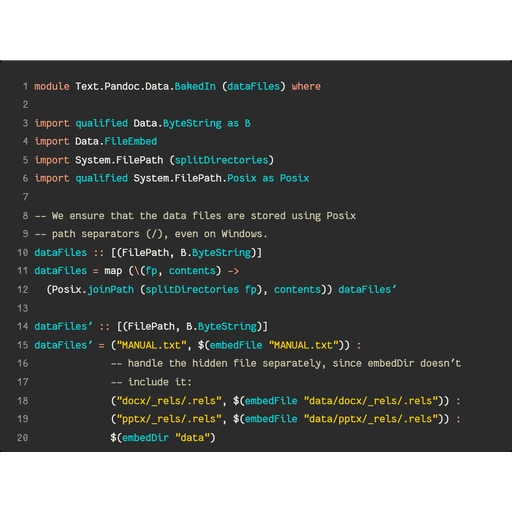 1 module Text.Pandoc.Data.BakedIn (dataFiles) where
2
3 import qualified Data.ByteString as B
4 import Data.FileEmbed
5 import System.FilePath (splitDirectories)
6 import qualified System.FilePath.Posix as Posix
7
8 -- We ensure that the data files are stored using Posix
9 -- path separators (/), even on Windows.
10 dataFiles :: [(FilePath, B.ByteString)]
11 dataFiles = map (\(fp, contents) ->
12   (Posix.joinPath (splitDirectories fp), contents)) dataFiles’
13
14 dataFiles’ :: [(FilePath, B.ByteString)]
15 dataFiles’ = ("MANUAL.txt", $(embedFile "MANUAL.txt")) :
16             -- handle the hidden file separately, since embedDir doesn’t
17             -- include it:
18             ("docx/_rels/.rels", $(embedFile "data/docx/_rels/.rels")) :
19             ("pptx/_rels/.rels", $(embedFile "data/pptx/_rels/.rels")) :
20             $(embedDir "data")